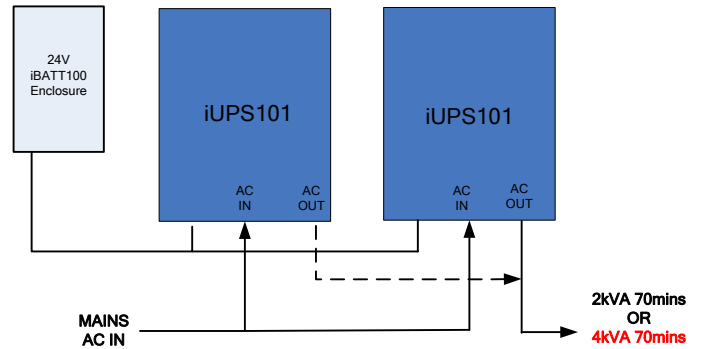 24V
iBATT100
Enclosure
iUPS101
AC
IN
AC
OUT
iUPS101
AC
IN
AC
OUT
MAINS
AC IN
2kVA 70mins
OR
4kVA 70mins